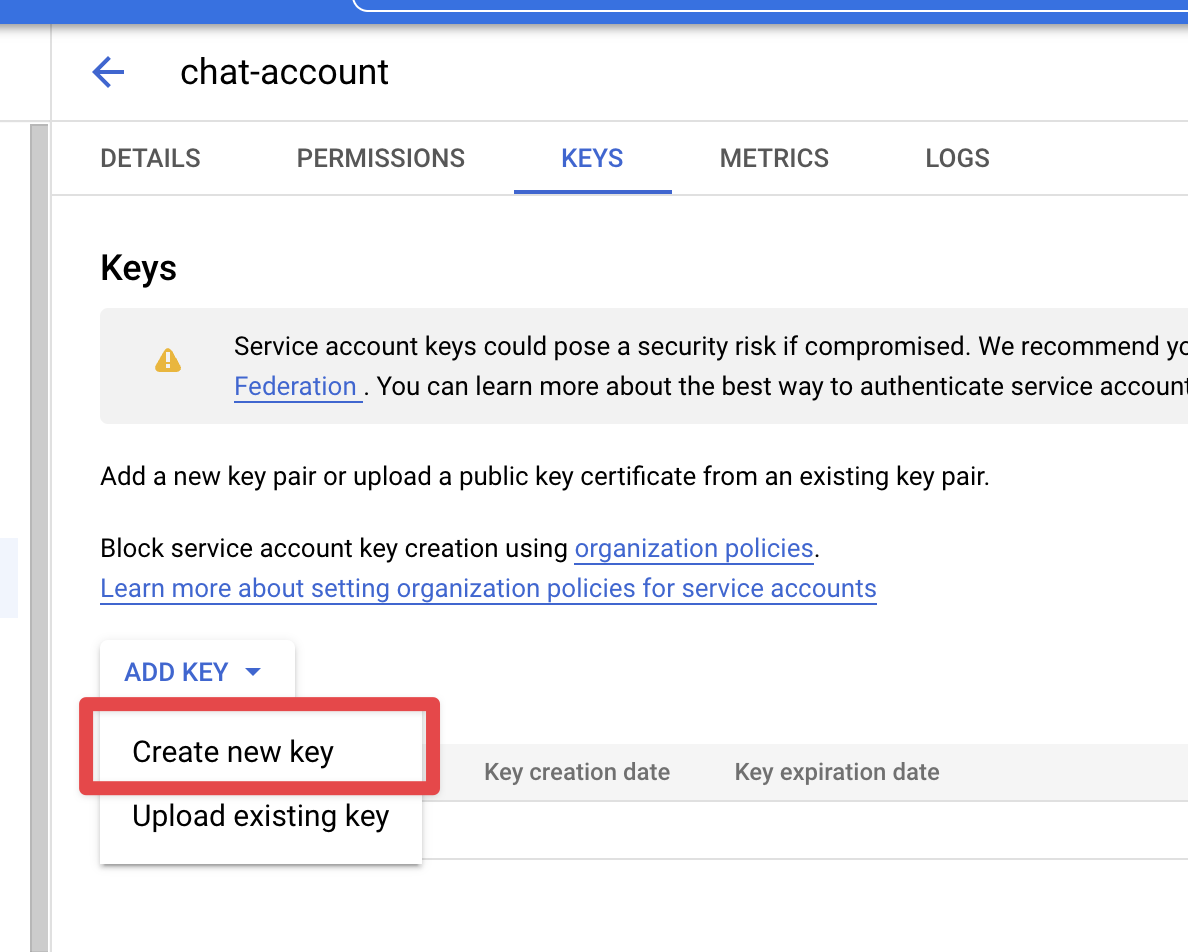 chat-account
DETAILS PERMISSIONS KEYS METRICS LOGS
Keys
Service account keys could pose a security risk if compromised. We recommend
Federation . You can learn more about the best way to authenticate service account
Add a new key pair or upload a public key certificate from an existing key pair.
Block service account key creation using organization policies.
Learn more about setting organization policies for service accounts
ADD KEY
Create new key
Key creation date Key expiration date
Upload existing key